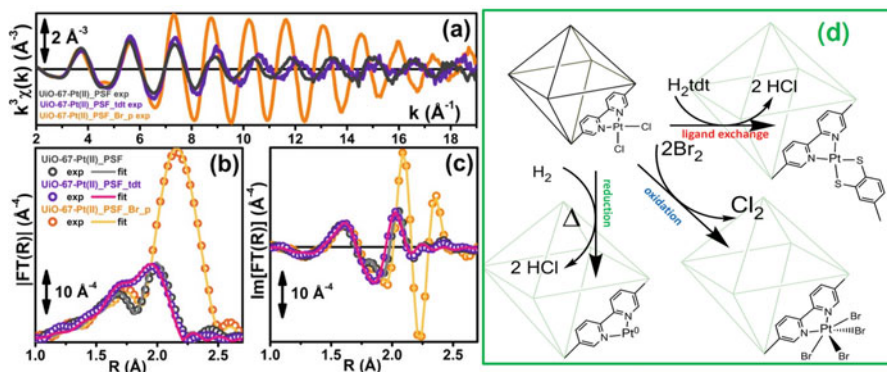 (a)
2 Å⁻³
k³χ(k) (Å⁻³)
UiO-67-Pt(II)_PSF exp
UiO-67-Pt(II)_PSF_tdt exp
UiO-67-Pt(II)_PSF_Br_p exp
k (Å⁻¹)
2 4 6 8 10 12 14 16 18
(b)
|FT(R)| (Å⁻⁴)
UiO-67-Pt(II)_PSF
exp fit
UiO-67-Pt(II)_PSF_tdt
exp fit
UiO-67-Pt(II)_PSF_Br_p
exp fit
10 Å⁻⁴
1.0 1.5 2.0 2.5
R (Å)
(c)
Im[FT(R)] (Å⁻⁴)
10 Å⁻⁴
1.0 1.5 2.0 2.5
R (Å)
(d)
N
N
Pt
Cl
Cl
H₂tdt
2 HCl
ligand exchange
N
N
Pt
S
S
H₂
reduction
Δ
2 HCl
2Br₂
oxidation
Cl₂
N
N
Pt⁰
N
N
Pt
Br
Br
Br
Br